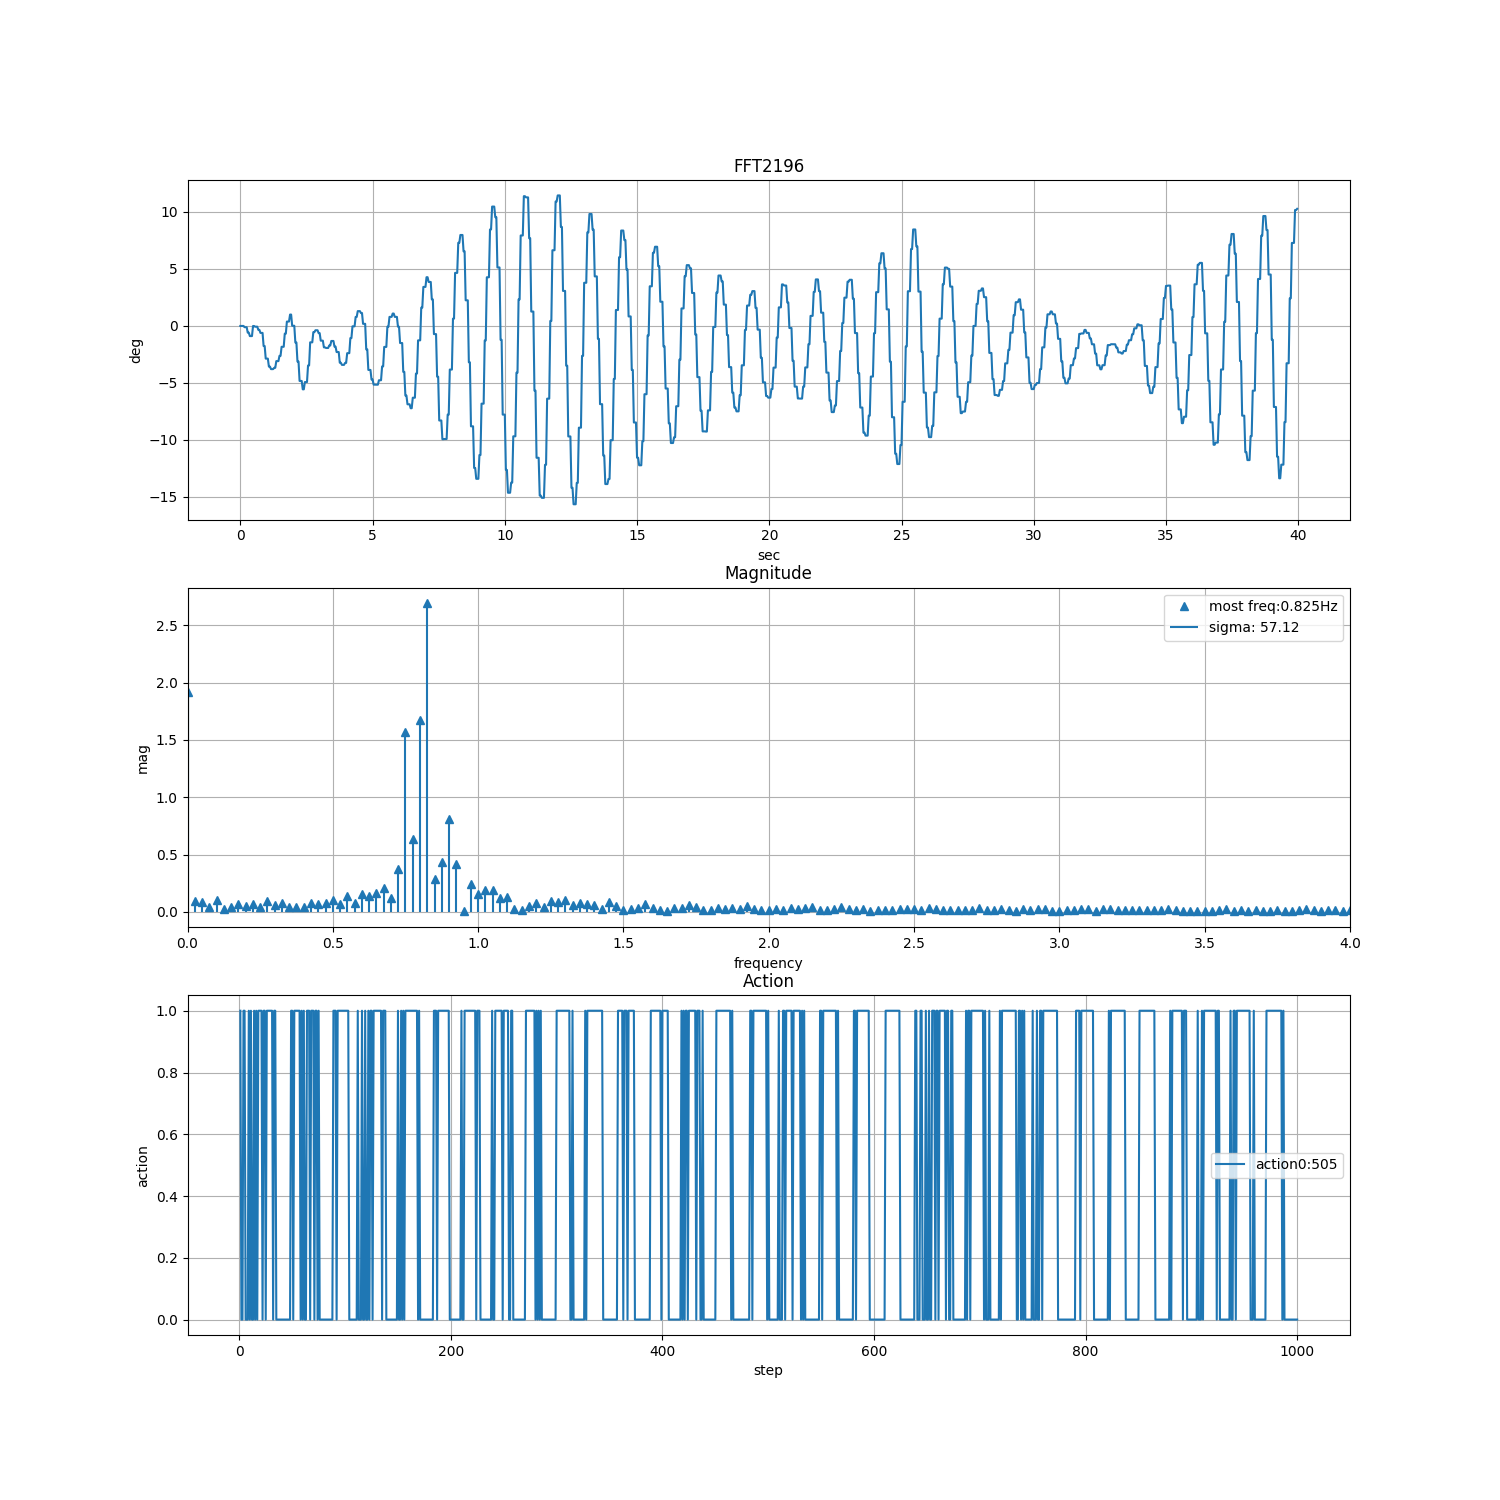 FFT2196
10
5
0
−5
−10
−15
deg
0 5 10 15 20 25 30 35 40
sec
Magnitude
most freq:0.825Hz
sigma: 57.12
2.5
2.0
1.5
1.0
0.5
0.0
mag
0.0 0.5 1.0 1.5 2.0 2.5 3.0 3.5 4.0
frequency
Action
1.0
0.8
0.6
0.4
0.2
0.0
action
action0:505
0 200 400 600 800 1000
step